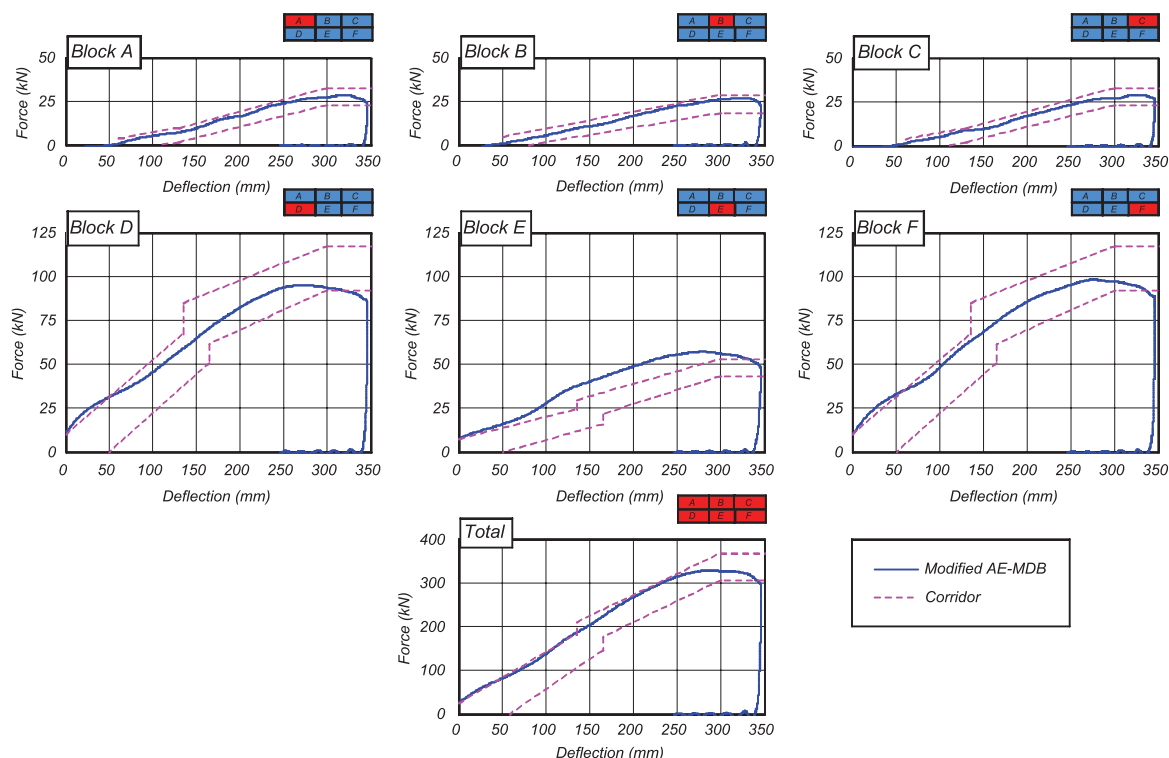 A B C
D E F
A B C
D E F
A B C
D E F
Block A
Block B
Block C
Force (kN)
50
25
0
0 50 100 150 200 250 300 350
Deflection (mm)
Force (kN)
50
25
0
0 50 100 150 200 250 300 350
Deflection (mm)
Force (kN)
50
25
0
0 50 100 150 200 250 300 350
Deflection (mm)
A B C
D E F
A B C
D E F
A B C
D E F
Block D
Block E
Block F
Force (kN)
125
100
75
50
25
0
0 50 100 150 200 250 300 350
Deflection (mm)
Force (kN)
125
100
75
50
25
0
0 50 100 150 200 250 300 350
Deflection (mm)
Force (kN)
125
100
75
50
25
0
0 50 100 150 200 250 300 350
Deflection (mm)
A B C
D E F
Total
Force (kN)
400
300
200
100
0
0 50 100 150 200 250 300 350
Deflection (mm)
Modified AE-MDB
Corridor